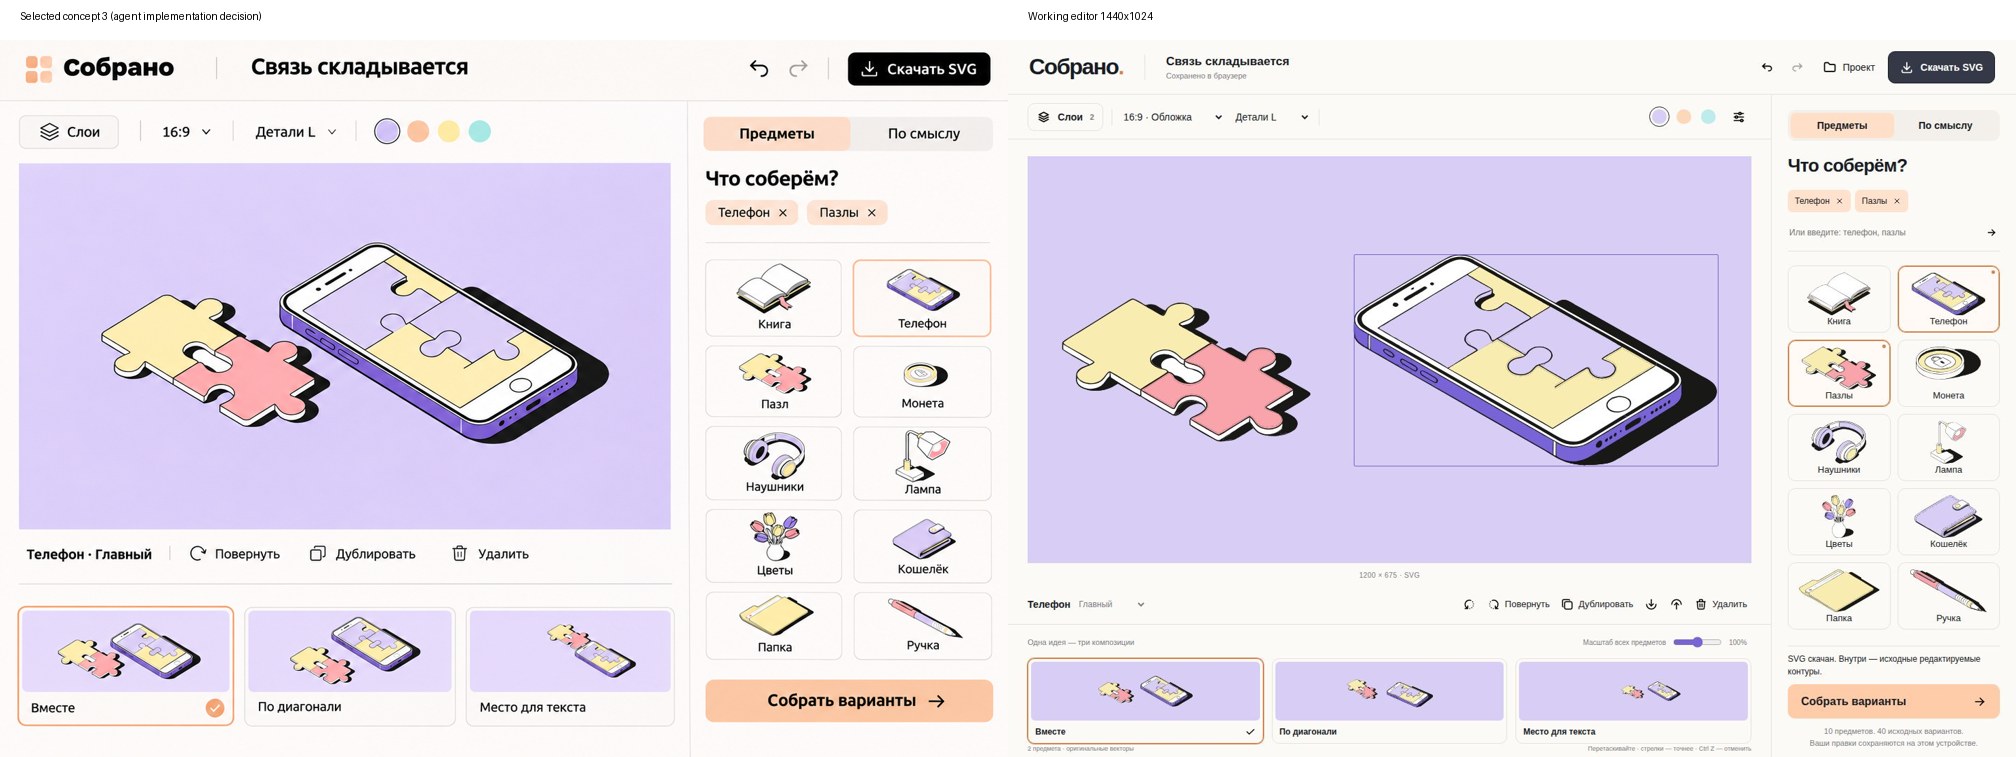 Selected concept 3 (agent implementation decision)
Собрано
Связь складывается
Скачать SVG
Слои
16:9
Детали L
Предметы
По смыслу
Что соберём?
Телефон ×
Пазлы ×
Книга
Телефон
Пазл
Монета
Наушники
Лампа
Цветы
Кошелёк
Папка
Ручка
Собрать варианты →
Телефон · Главный
Повернуть
Дублировать
Удалить
Вместе
По диагонали
Место для текста
Working editor 1440x1024
Собрано.
Связь складывается
Сохранено в браузере
Проект
Скачать SVG
Слои 2
16:9 · Обложка
Детали L
1200 × 675 · SVG
Телефон Главный
Повернуть
Дублировать
Удалить
Одна идея — три композиции
Масштаб всех предметов 100%
Вместе
По диагонали
Место для текста
2 предмета · оригинальные векторы
Перетаскивайте · стрелки — точнее · Ctrl Z — отменить
Предметы
По смыслу
Что соберём?
Телефон ×
Пазлы ×
Или введите: телефон, пазлы →
Книга
Телефон
Пазлы
Монета
Наушники
Лампа
Цветы
Кошелёк
Папка
Ручка
SVG скачан. Внутри — исходные редактируемые
контуры.
Собрать варианты →
10 предметов. 40 исходных вариантов.
Ваши правки сохраняются на этом устройстве.